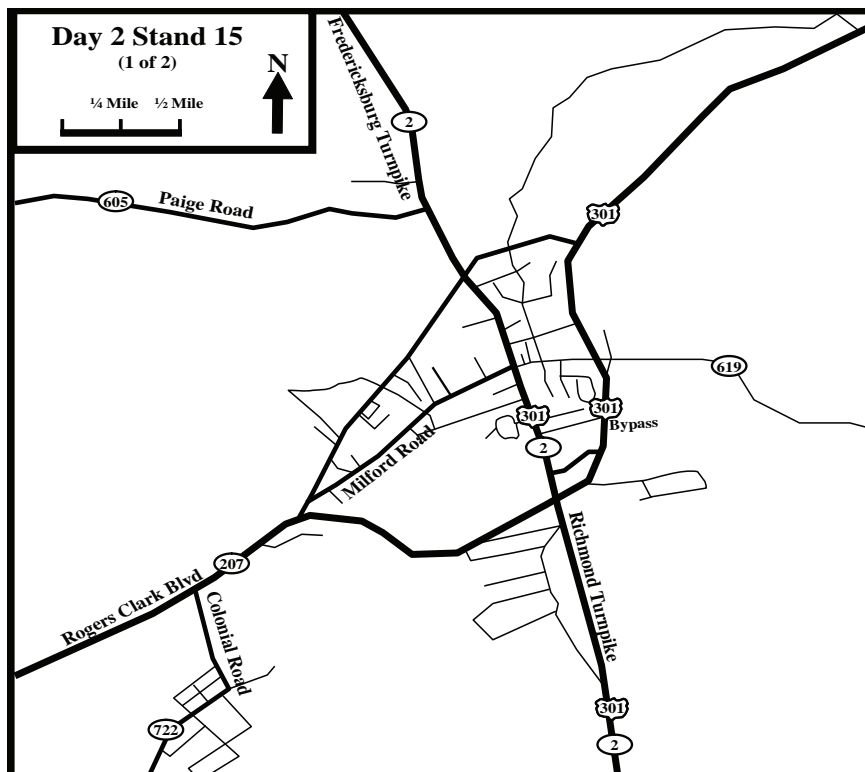 Day 2 Stand 15
(1 of 2)
¼ Mile ½ Mile
N
Fredericksburg Turnpike
2
605
Paige Road
301
619
301
301
Bypass
2
Milford Road
207
Rogers Clark Blvd
Colonial Road
Richmond Turnpike
722
301
2